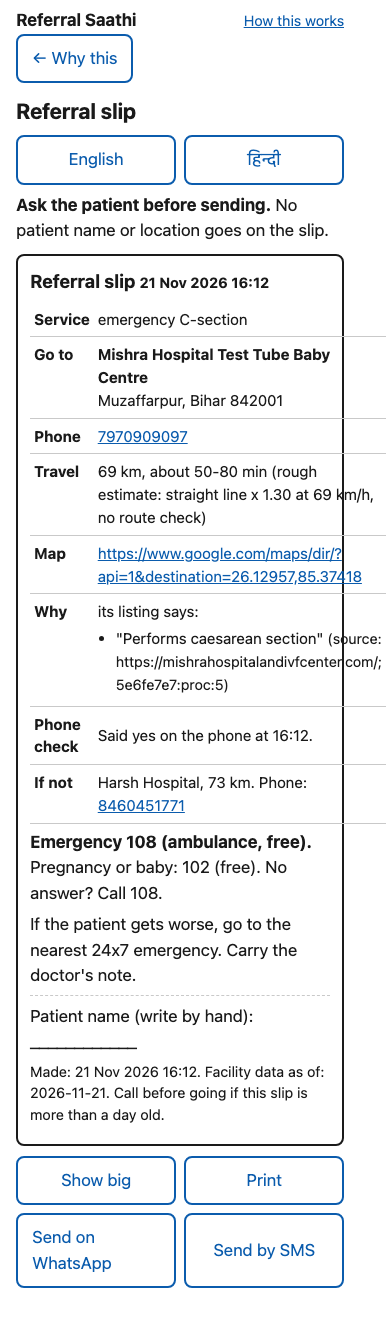 Referral Saathi
How this works
← Why this
Referral slip
English
हिन्दी
Ask the patient before sending. No
patient name or location goes on the slip.
Referral slip 21 Nov 2026 16:12
Service emergency C-section
Go to Mishra Hospital Test Tube Baby
Centre
Muzaffarpur, Bihar 842001
Phone 7970909097
Travel 69 km, about 50-80 min (rough
estimate: straight line x 1.30 at 69 km/h,
no route check)
Map https://www.google.com/maps/dir/?
api=1&destination=26.12957,85.37418
Why its listing says:
• "Performs caesarean section" (source:
https://mishrahospitalandivfcenter.com/;
5e6fe7e7:proc:5)
Phone
check
Said yes on the phone at 16:12.
If not Harsh Hospital, 73 km. Phone:
8460451771
Emergency 108 (ambulance, free).
Pregnancy or baby: 102 (free). No
answer? Call 108.
If the patient gets worse, go to the
nearest 24x7 emergency. Carry the
doctor's note.
Patient name (write by hand):
_____________
Made: 21 Nov 2026 16:12. Facility data as of:
2026-11-21. Call before going if this slip is
more than a day old.
Show big
Print
Send on
WhatsApp
Send by SMS